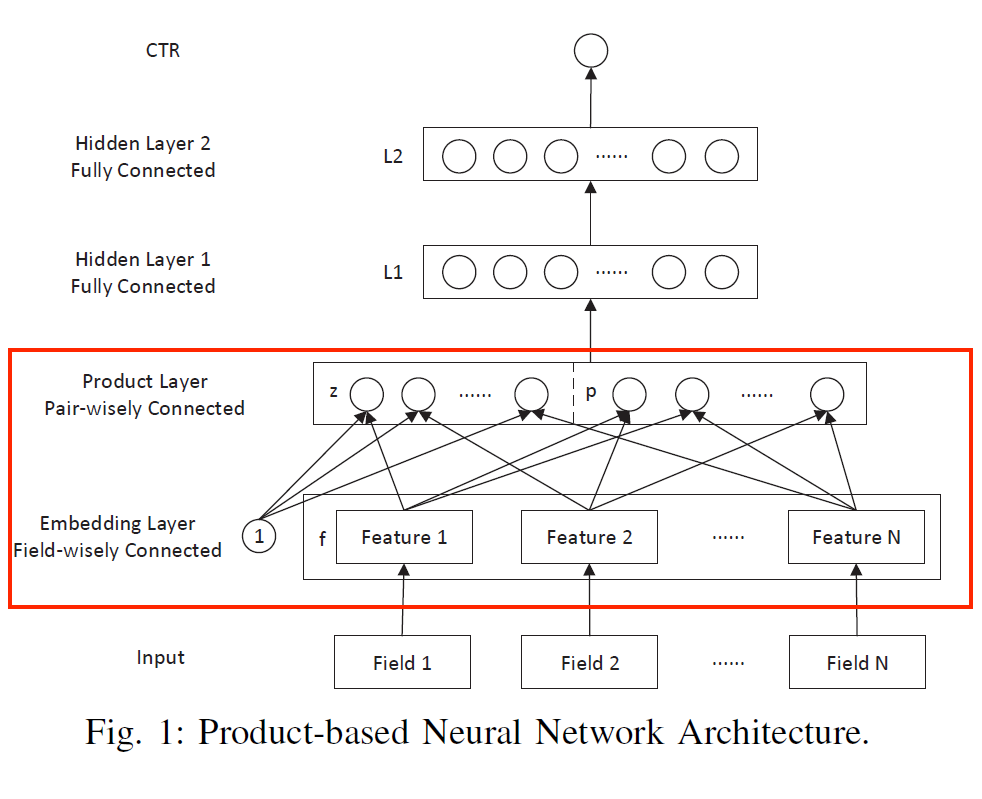 CTR
Hidden Layer 2
Fully Connected
L2
......
Hidden Layer 1
Fully Connected
L1
......
Product Layer
Pair-wisely Connected
z
......
p
......
Embedding Layer
Field-wisely Connected
1
f
Feature 1
Feature 2
......
Feature N
Input
Field 1
Field 2
......
Field N
Fig. 1: Product-based Neural Network Architecture.